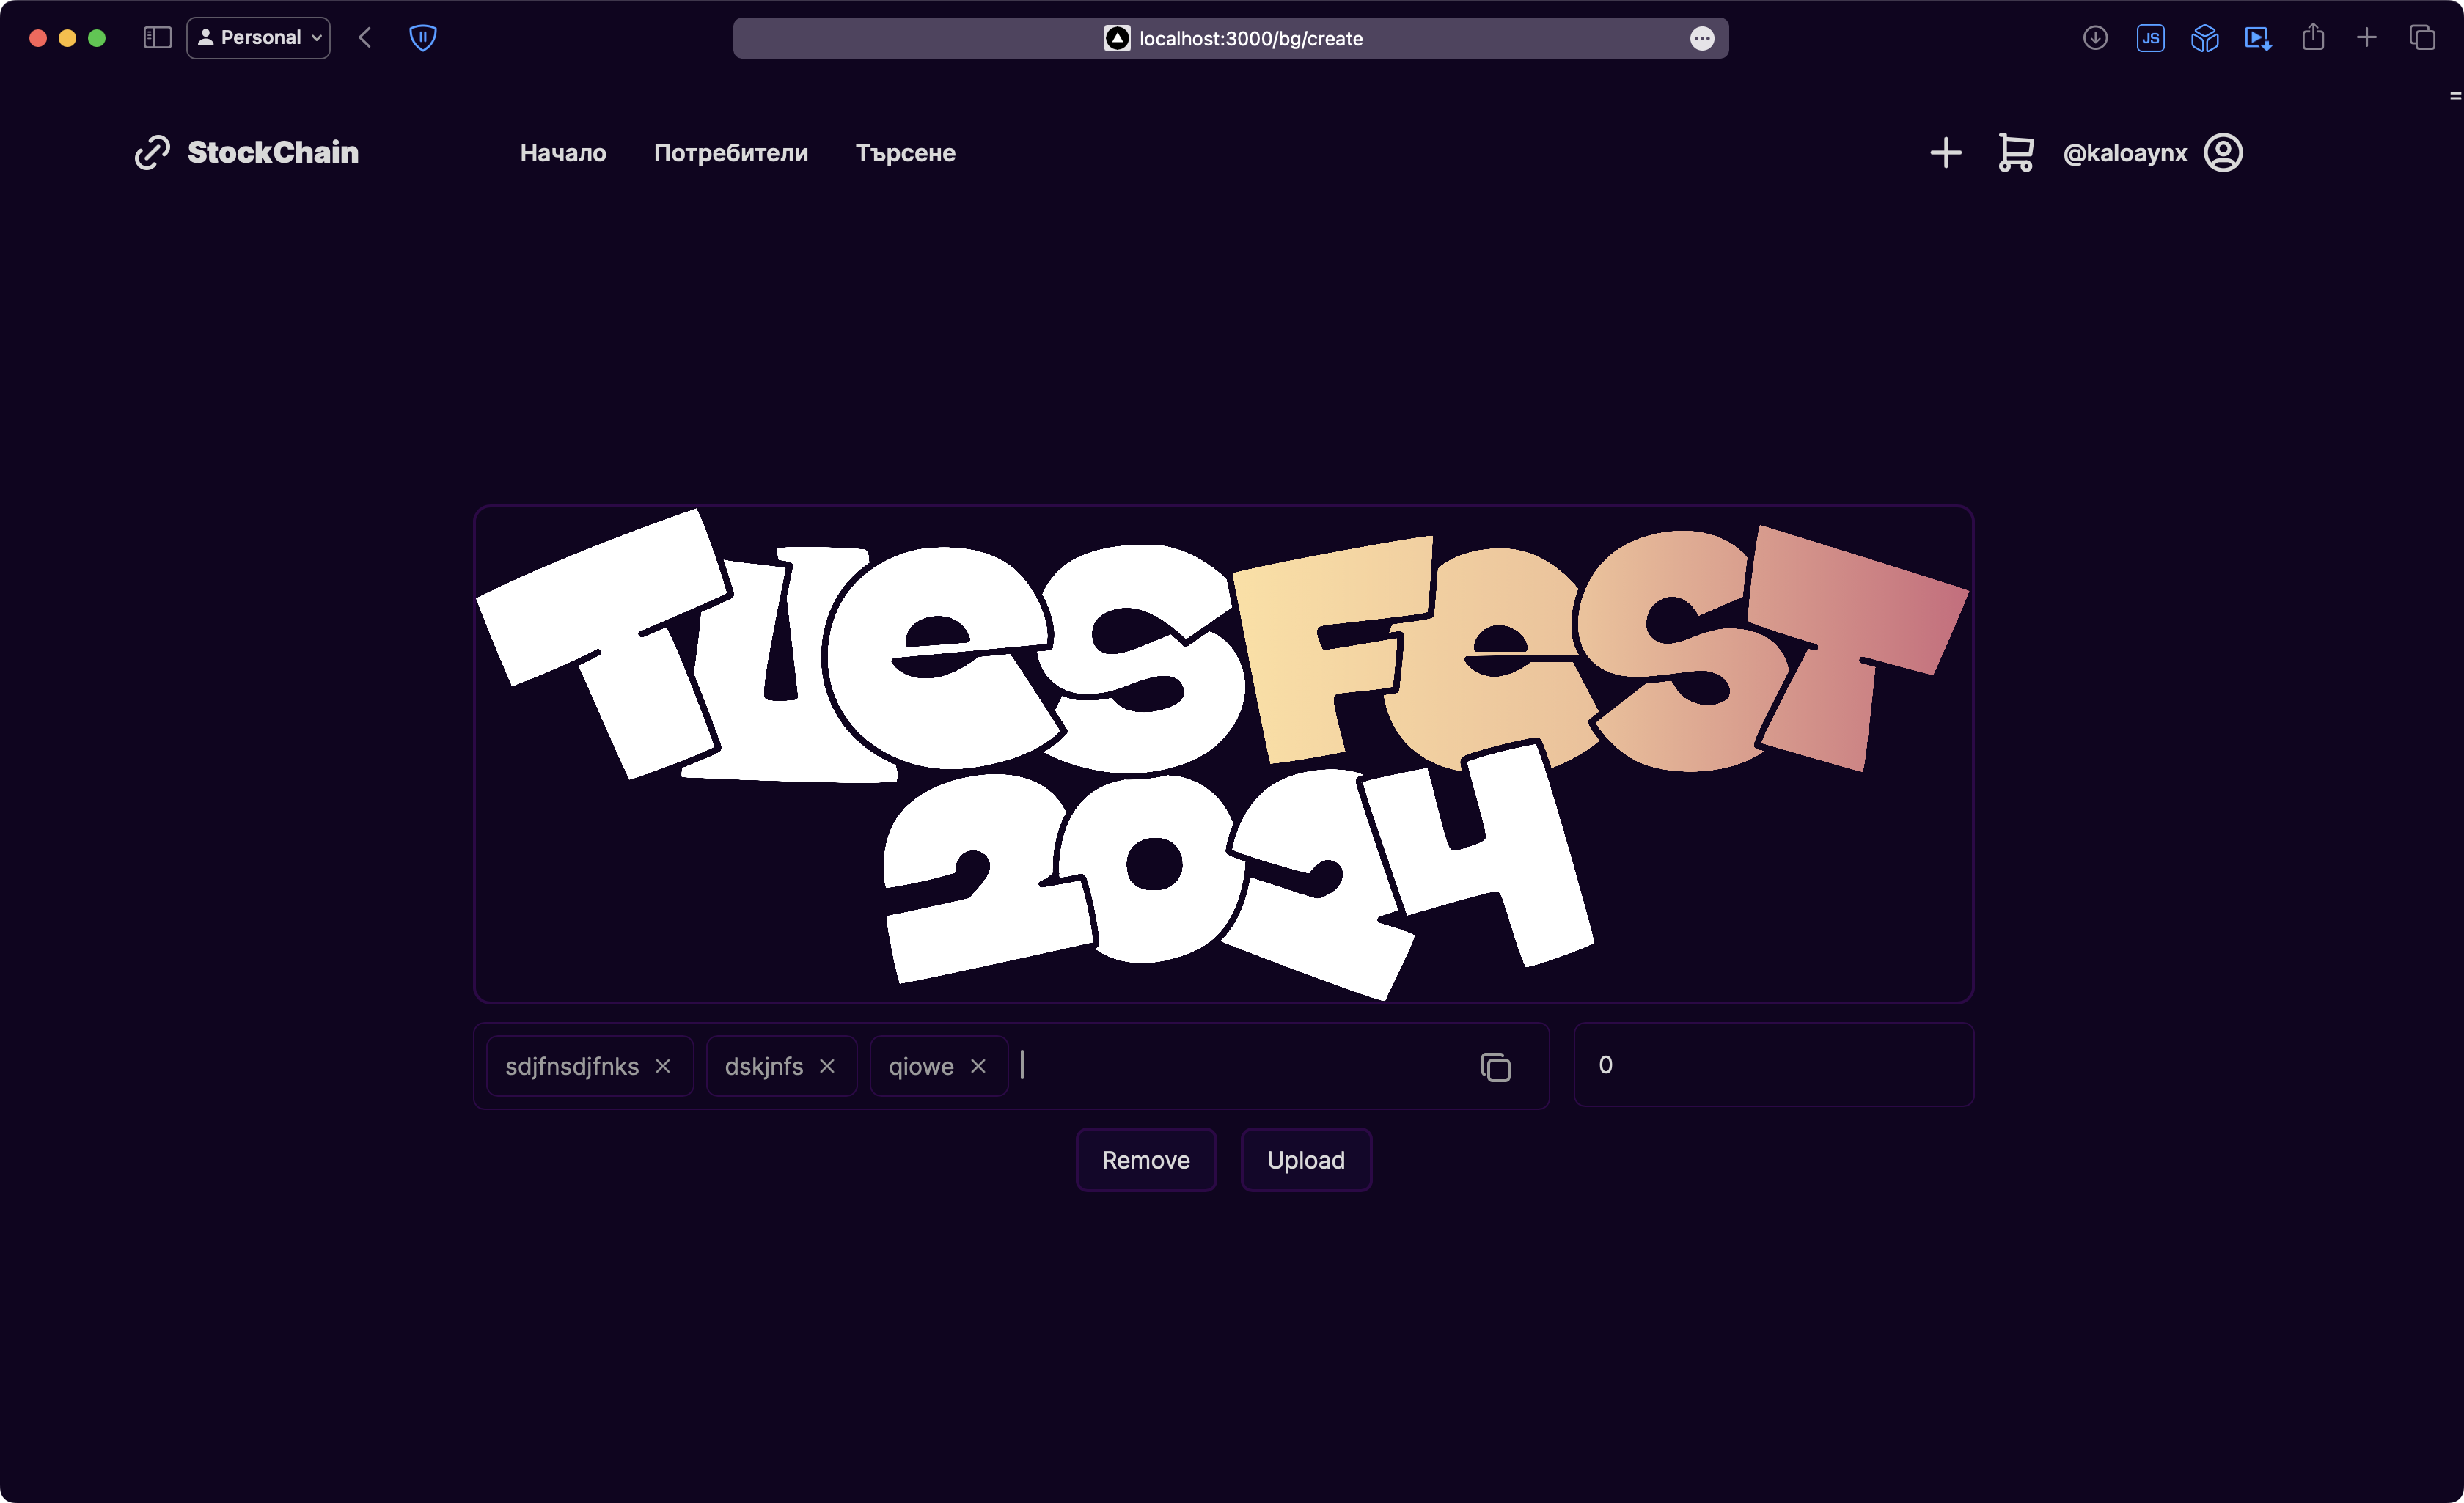 Personal
localhost:3000/bg/create
JS
StockChain
Начало Потребители Търсене
@kaloaynx
TUES FEST
2024
sdjfnsdjfnks dskjnfs qiowe
0
Remove Upload